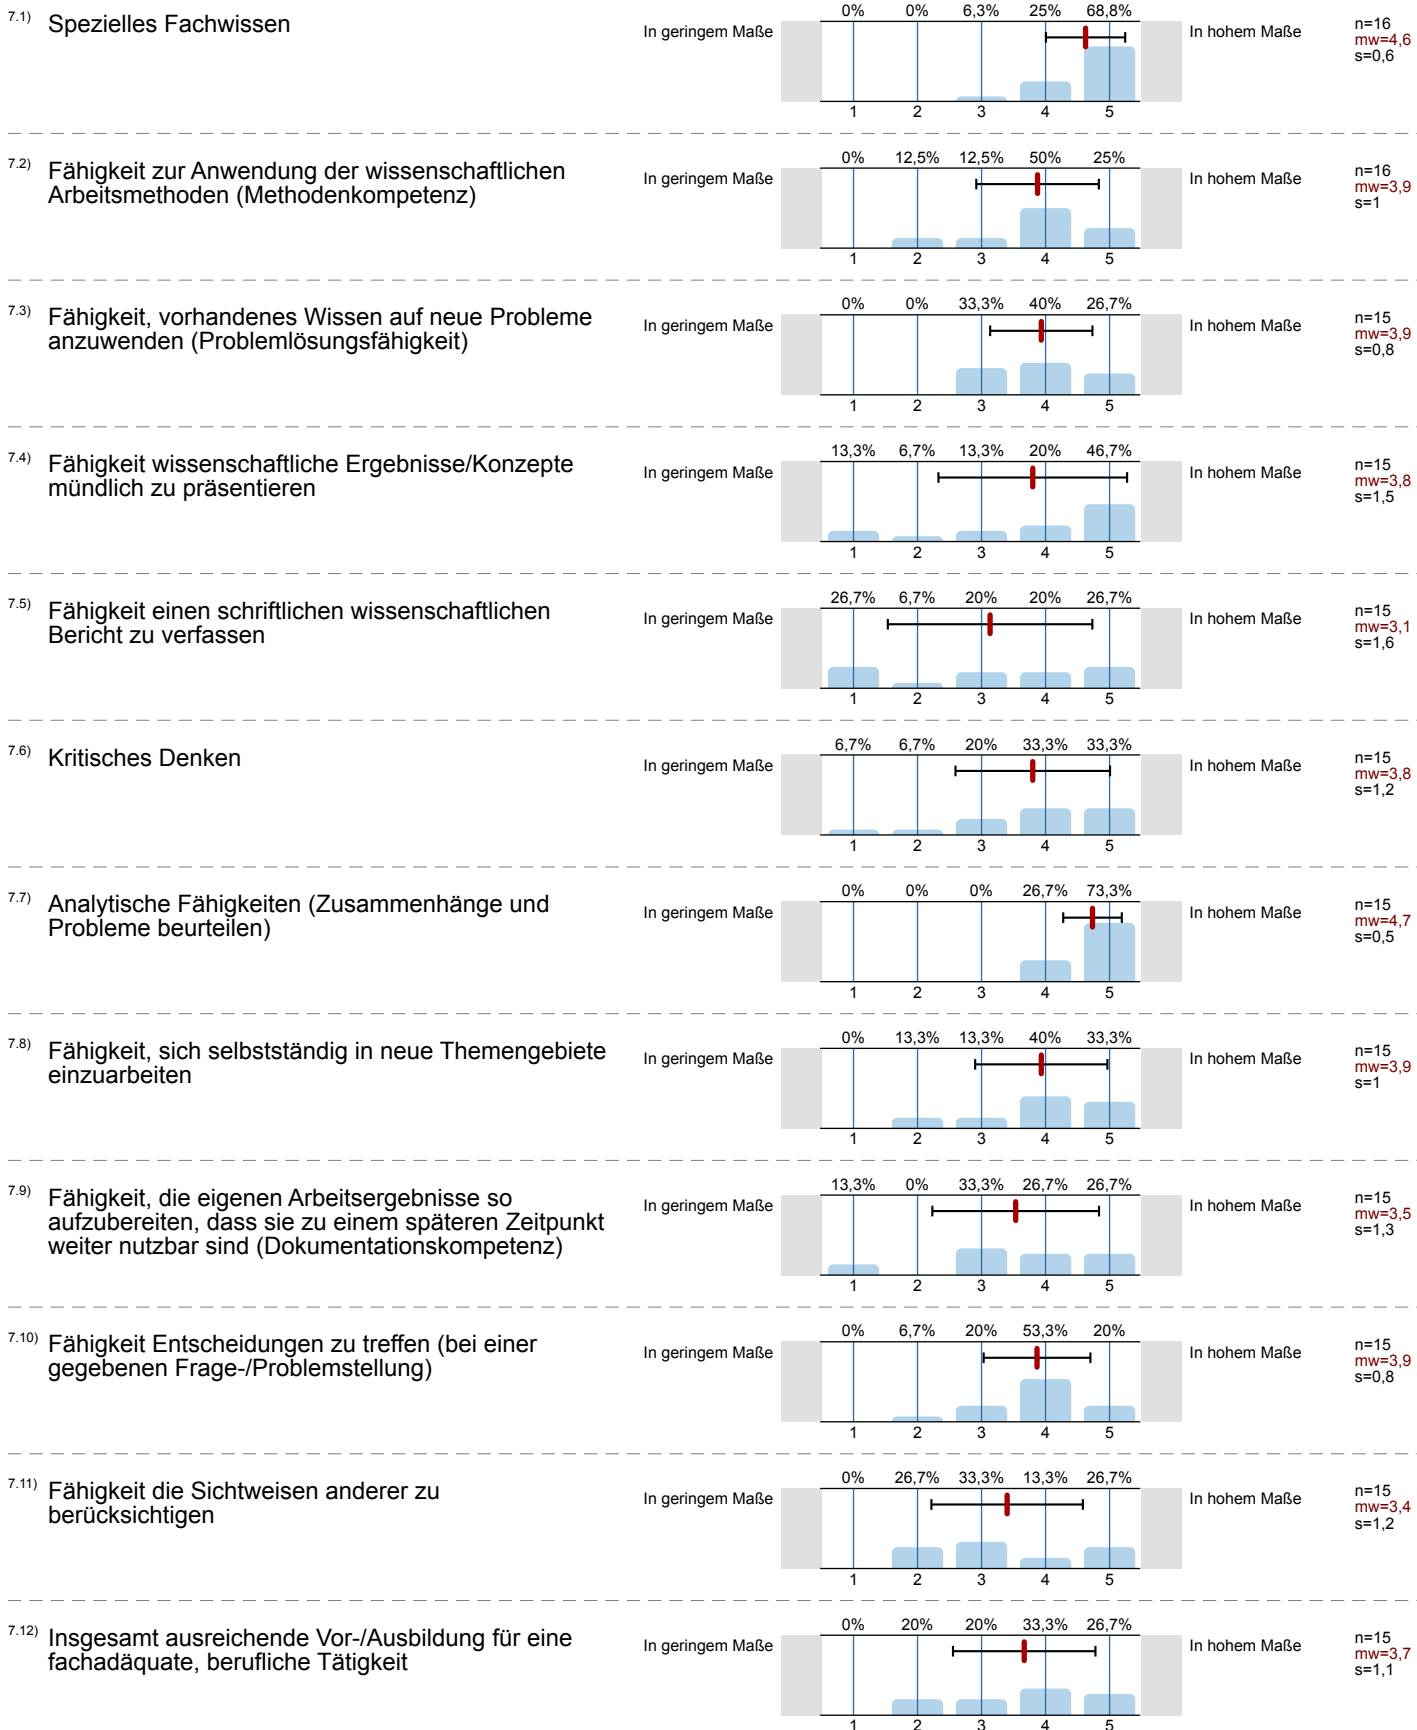 7.1) Spezielles Fachwissen
In geringem Maße
0% 0% 6,3% 25% 68,8%
1 2 3 4 5
In hohem Maße
n=16
mw=4,6
s=0,6
7.2) Fähigkeit zur Anwendung der wissenschaftlichen
Arbeitsmethoden (Methodenkompetenz)
In geringem Maße
0% 12,5% 12,5% 50% 25%
1 2 3 4 5
In hohem Maße
n=16
mw=3,9
s=1
7.3) Fähigkeit, vorhandenes Wissen auf neue Probleme
anzuwenden (Problemlösungsfähigkeit)
In geringem Maße
0% 0% 33,3% 40% 26,7%
1 2 3 4 5
In hohem Maße
n=15
mw=3,9
s=0,8
7.4) Fähigkeit wissenschaftliche Ergebnisse/Konzepte
mündlich zu präsentieren
In geringem Maße
13,3% 6,7% 13,3% 20% 46,7%
1 2 3 4 5
In hohem Maße
n=15
mw=3,8
s=1,5
7.5) Fähigkeit einen schriftlichen wissenschaftlichen
Bericht zu verfassen
In geringem Maße
26,7% 6,7% 20% 20% 26,7%
1 2 3 4 5
In hohem Maße
n=15
mw=3,1
s=1,6
7.6) Kritisches Denken
In geringem Maße
6,7% 6,7% 20% 33,3% 33,3%
1 2 3 4 5
In hohem Maße
n=15
mw=3,8
s=1,2
7.7) Analytische Fähigkeiten (Zusammenhänge und
Probleme beurteilen)
In geringem Maße
0% 0% 0% 26,7% 73,3%
1 2 3 4 5
In hohem Maße
n=15
mw=4,7
s=0,5
7.8) Fähigkeit, sich selbstständig in neue Themengebiete
einzuarbeiten
In geringem Maße
0% 13,3% 13,3% 40% 33,3%
1 2 3 4 5
In hohem Maße
n=15
mw=3,9
s=1
7.9) Fähigkeit, die eigenen Arbeitsergebnisse so
aufzubereiten, dass sie zu einem späteren Zeitpunkt
weiter nutzbar sind (Dokumentationskompetenz)
In geringem Maße
13,3% 0% 33,3% 26,7% 26,7%
1 2 3 4 5
In hohem Maße
n=15
mw=3,5
s=1,3
7.10) Fähigkeit Entscheidungen zu treffen (bei einer
gegebenen Frage-/Problemstellung)
In geringem Maße
0% 6,7% 20% 53,3% 20%
1 2 3 4 5
In hohem Maße
n=15
mw=3,9
s=0,8
7.11) Fähigkeit die Sichtweisen anderer zu
berücksichtigen
In geringem Maße
0% 26,7% 33,3% 13,3% 26,7%
1 2 3 4 5
In hohem Maße
n=15
mw=3,4
s=1,2
7.12) Insgesamt ausreichende Vor-/Ausbildung für eine
fachadäquate, berufliche Tätigkeit
In geringem Maße
0% 20% 20% 33,3% 26,7%
1 2 3 4 5
In hohem Maße
n=15
mw=3,7
s=1,1